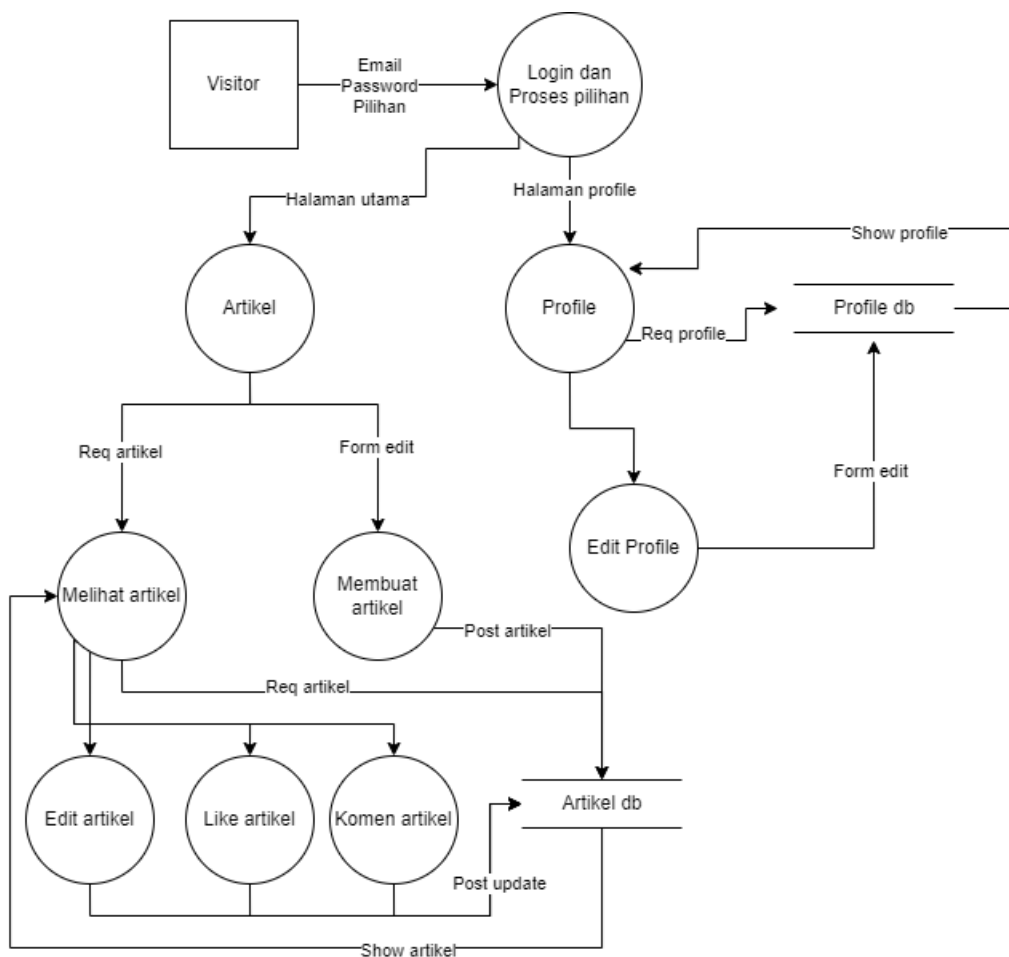 Visitor
Email
Password
Pilihan
Login dan
Proses pilihan
Halaman utama
Halaman profile
Show profile
Artikel
Profile
Profile db
Req profile
Req artikel
Form edit
Form edit
Edit Profile
Melihat artikel
Membuat
artikel
Post artikel
Req artikel
Edit artikel
Like artikel
Komen artikel
Artikel db
Post update
Show artikel